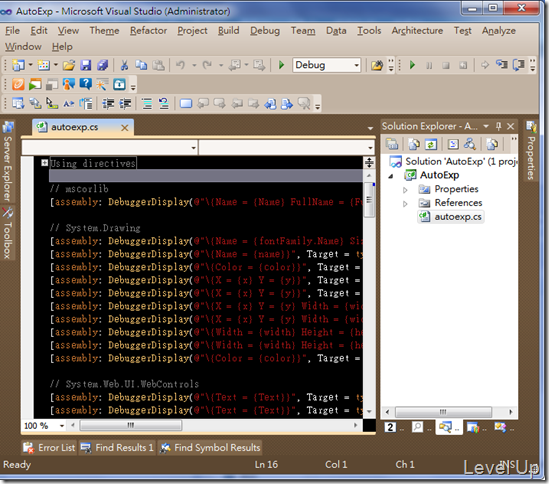 AutoExp - Microsoft Visual Studio (Administrator)
File Edit View Theme Refactor Project Build Debug Team Data Tools Architecture Test Analyze
Window Help
Debug
autoexp.cs
Solution Explorer - A...
Server Explorer
Toolbox
Properties
Using directives
// mscorlib
[assembly: DebuggerDisplay(@"\{Name = {Name} FullName = {Fu
// System.Drawing
[assembly: DebuggerDisplay(@"\{Name = {fontFamily.Name} Siz
[assembly: DebuggerDisplay(@"\{Name = {name}}", Target = ty
[assembly: DebuggerDisplay(@"\{Color = {color}}", Target =
[assembly: DebuggerDisplay(@"\{X = {x} Y = {y}}", Target =
[assembly: DebuggerDisplay(@"\{X = {x} Y = {y}}", Target =
[assembly: DebuggerDisplay(@"\{X = {x} Y = {y} Width = {wid
[assembly: DebuggerDisplay(@"\{X = {x} Y = {y} Width = {wid
[assembly: DebuggerDisplay(@"\{Width = {width} Height = {he
[assembly: DebuggerDisplay(@"\{Width = {width} Height = {he
[assembly: DebuggerDisplay(@"\{Color = {color}}", Target =
// System.Web.UI.WebControls
[assembly: DebuggerDisplay(@"\{Text = {Text}}", Target = ty
[assembly: DebuggerDisplay(@"\{Text = {Text}}", Target = ty
100 %
Solution 'AutoExp' (1 projec
AutoExp
Properties
References
autoexp.cs
2 ..
Error List Find Results 1 Find Symbol Results
Ready Ln 16 Col 1 Ch 1 INS
Level Up